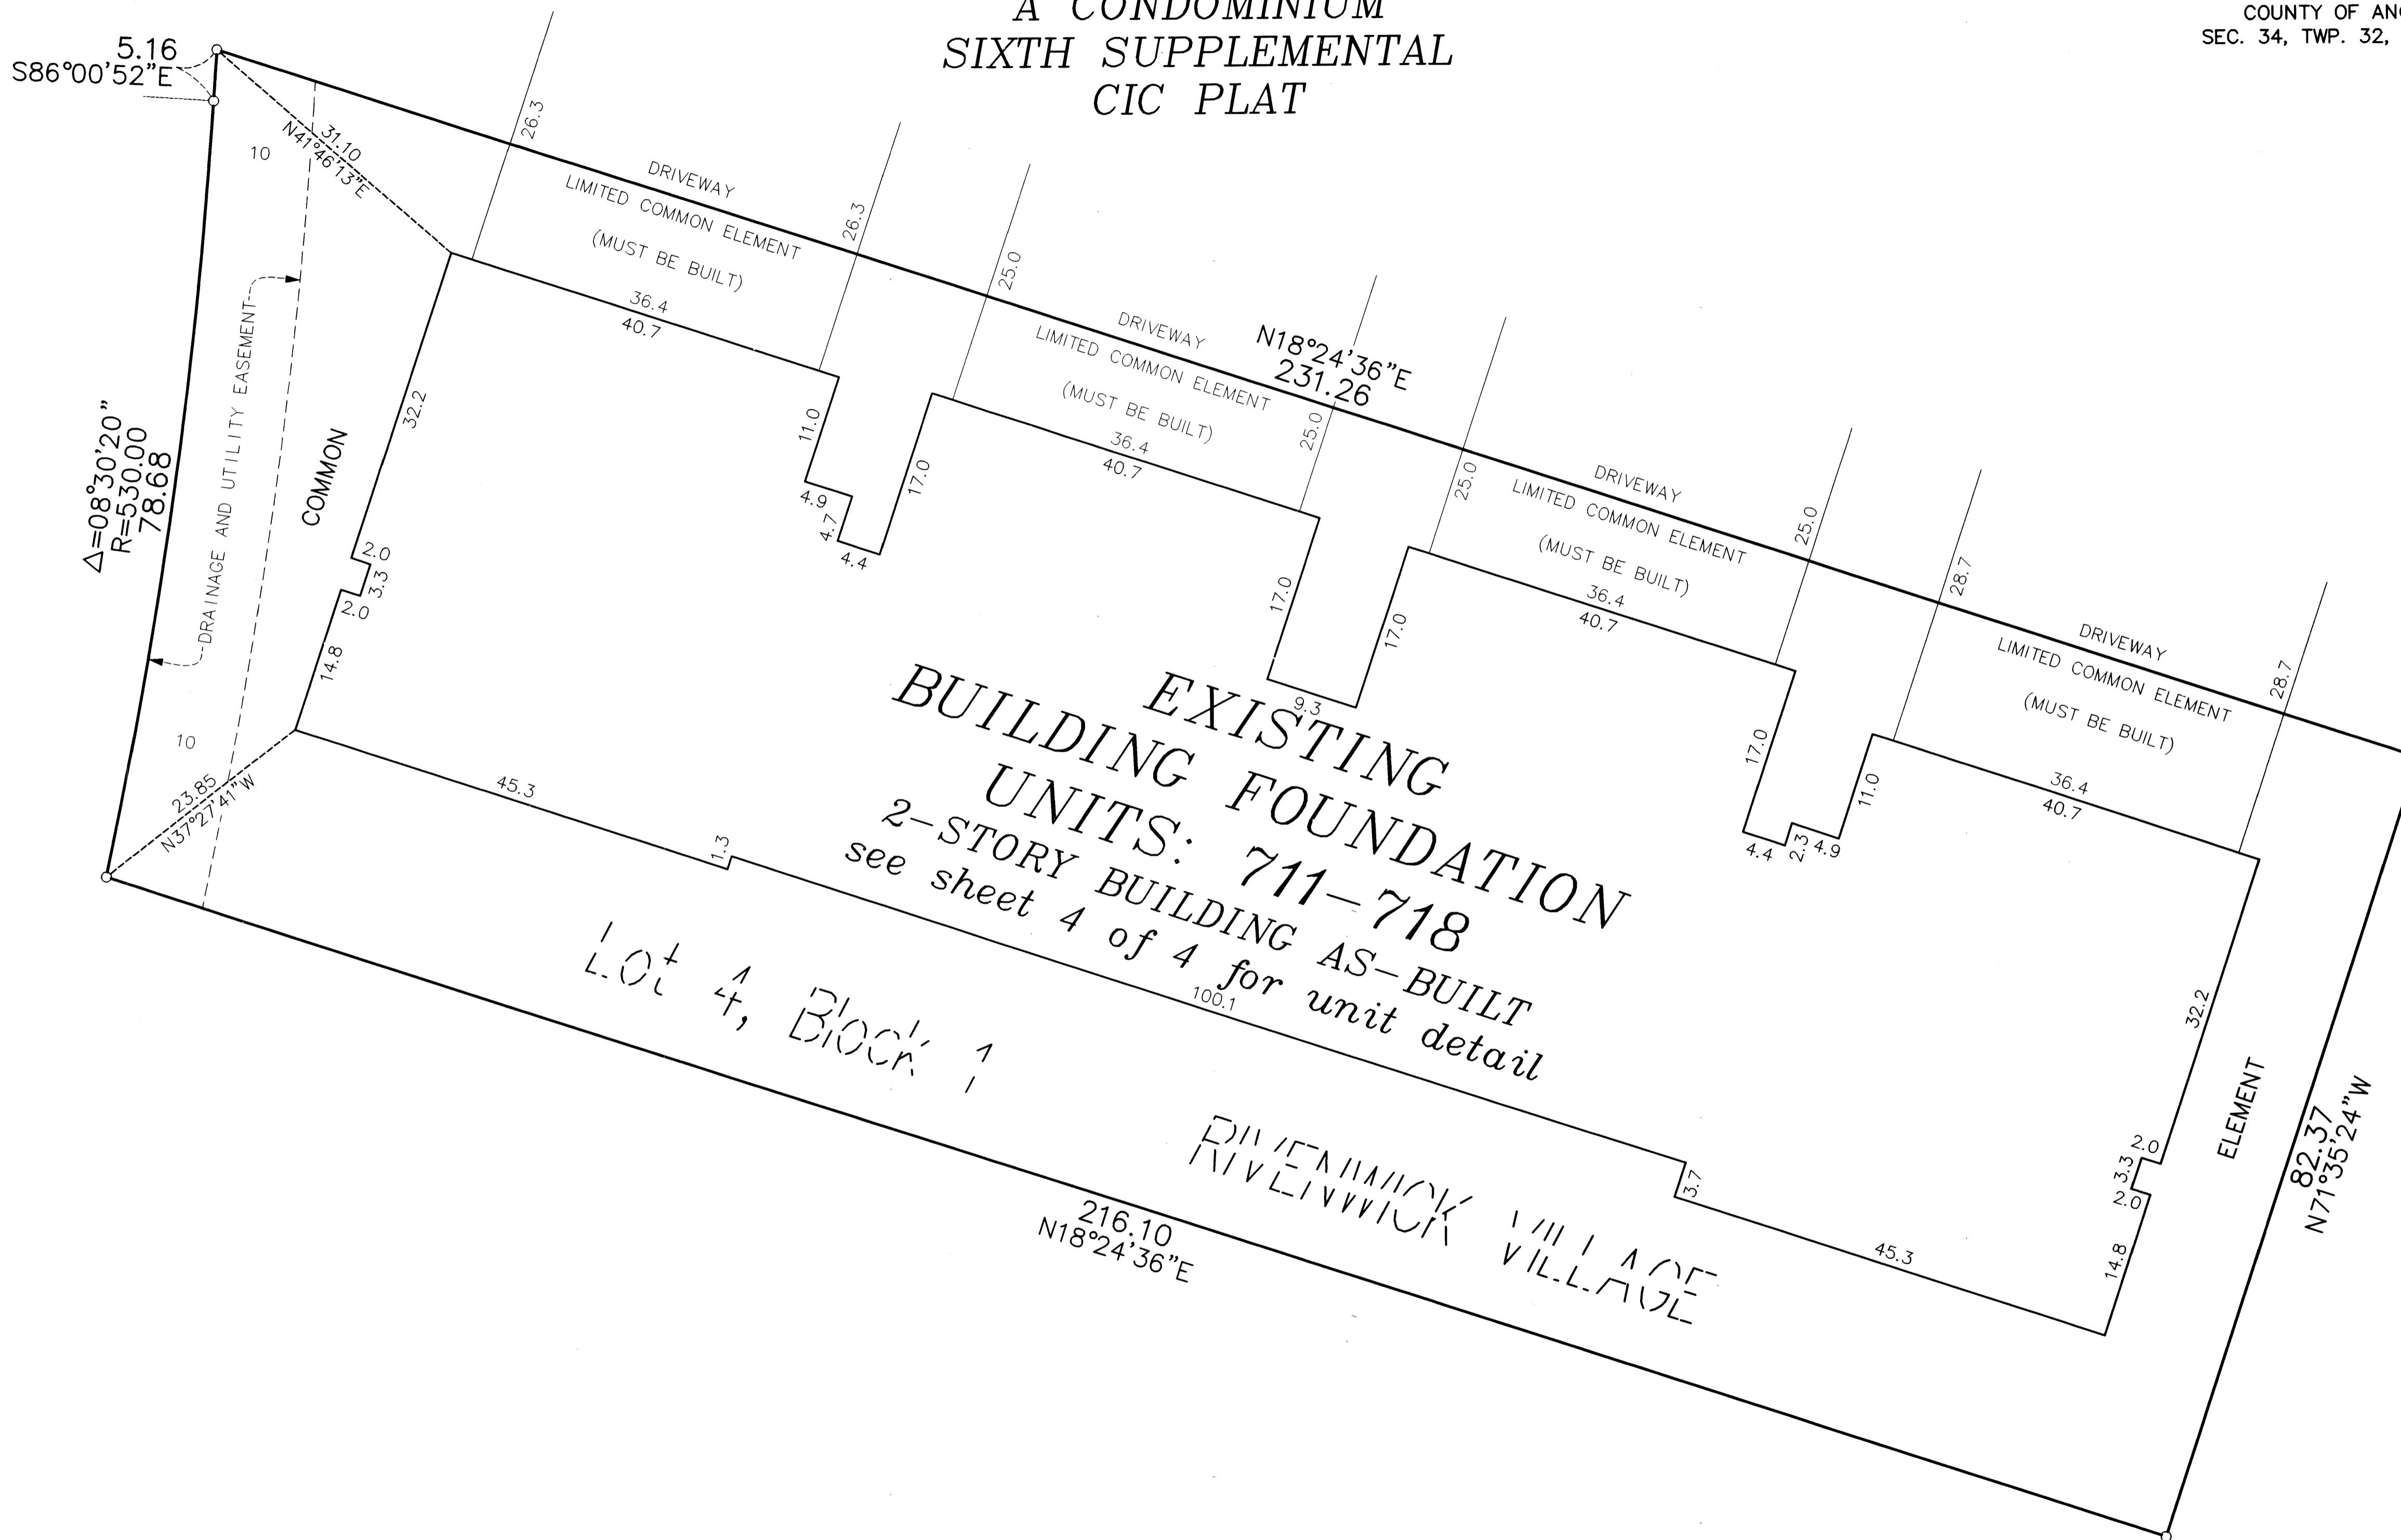 A CONDOMINIUM
SIXTH SUPPLEMENTAL
CIC PLAT
COUNTY OF
SEC. 34, TWP. 32,
5.16
S86°00'52"E
10
31.10
N41°46'13"E
26.3
DRIVEWAY
LIMITED COMMON ELEMENT
(MUST BE BUILT)
36.4
40.7
26.3
25.0
DRIVEWAY
LIMITED COMMON ELEMENT
(MUST BE BUILT)
36.4
40.7
N18°24'36"E
231.26
25.0
25.0
DRIVEWAY
LIMITED COMMON ELEMENT
(MUST BE BUILT)
36.4
40.7
25.0
28.7
DRIVEWAY
LIMITED COMMON ELEMENT
(MUST BE BUILT)
36.4
40.7
28.7
Δ=08°30'20"
R=530.00
78.68
DRAINAGE AND UTILITY EASEMENT
COMMON
32.2
2.0
3.3
2.0
14.8
10
23.85
N37°27'41"W
11.0
4.9
4.7
4.4
17.0
17.0
9.3
17.0
17.0
4.4
2.3
4.9
11.0
EXISTING
BUILDING FOUNDATION
UNITS: 711-718
2-STORY BUILDING AS-BUILT
see sheet 4 of 4 for unit detail
45.3
1.3
100.1
3.7
45.3
32.2
2.0
3.3
2.0
14.8
ELEMENT
82.37
N71°35'24"W
Lot 4, Block 1
RIVENWICK VILLAGE
216.10
N18°24'36"E